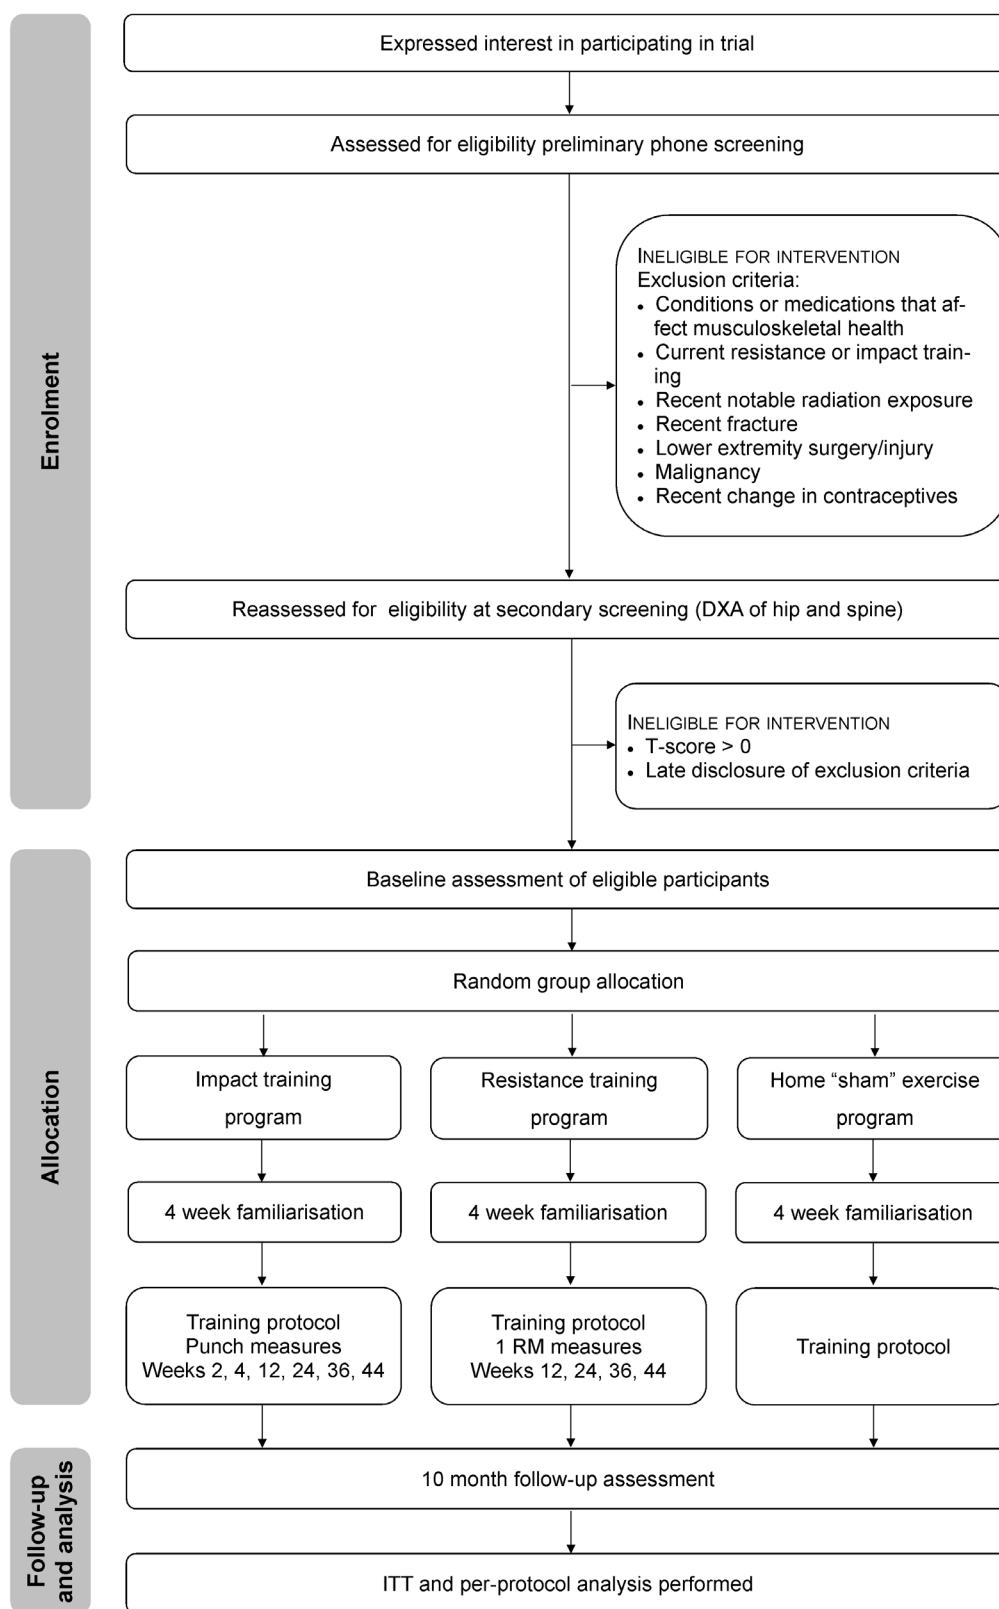 Enrolment
Expressed interest in participating in trial
Assessed for eligibility preliminary phone screening
INELIGIBLE FOR INTERVENTION
Exclusion criteria:
• Conditions or medications that af-
fect musculoskeletal health
• Current resistance or impact train-
ing
• Recent notable radiation exposure
• Recent fracture
• Lower extremity surgery/injury
• Malignancy
• Recent change in contraceptives
Reassessed for eligibility at secondary screening (DXA of hip and spine)
INELIGIBLE FOR INTERVENTION
• T-score > 0
• Late disclosure of exclusion criteria
Allocation
Baseline assessment of eligible participants
Random group allocation
Impact training
program
Resistance training
program
Home “sham” exercise
program
4 week familiarisation
4 week familiarisation
4 week familiarisation
Training protocol
Punch measures
Weeks 2, 4, 12, 24, 36, 44
Training protocol
1 RM measures
Weeks 12, 24, 36, 44
Training protocol
Follow-up
and analysis
10 month follow-up assessment
ITT and per-protocol analysis performed